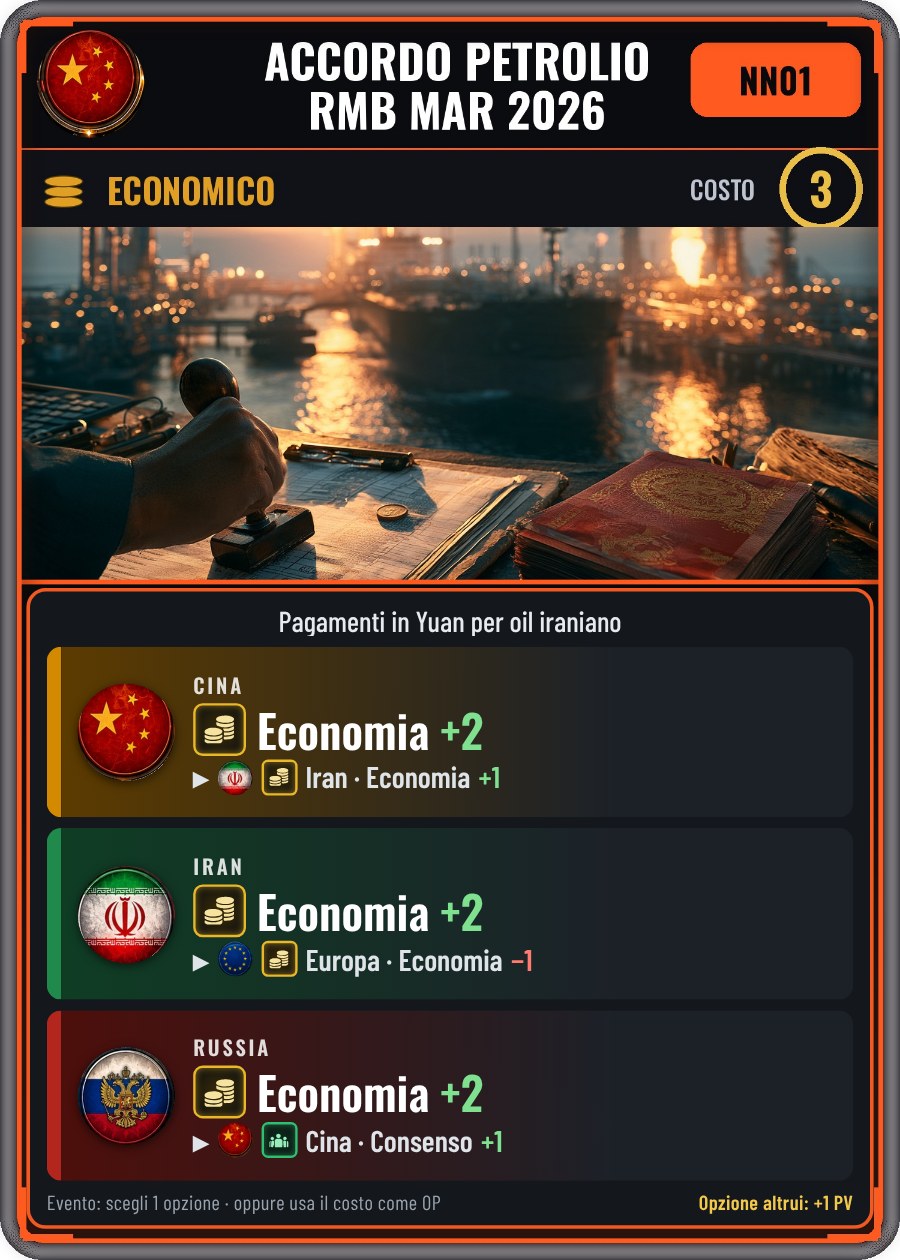 ACCORDO PETROLIO
RMB MAR 2026
NN01
ECONOMICO
COSTO
3
Pagamenti in Yuan per oil iraniano
CINA
Economia +2
▶ Iran · Economia +1
IRAN
Economia +2
▶ Europa · Economia −1
RUSSIA
Economia +2
▶ Cina · Consenso +1
Evento: scegli 1 opzione · oppure usa il costo come OP
Opzione altrui: +1 PV